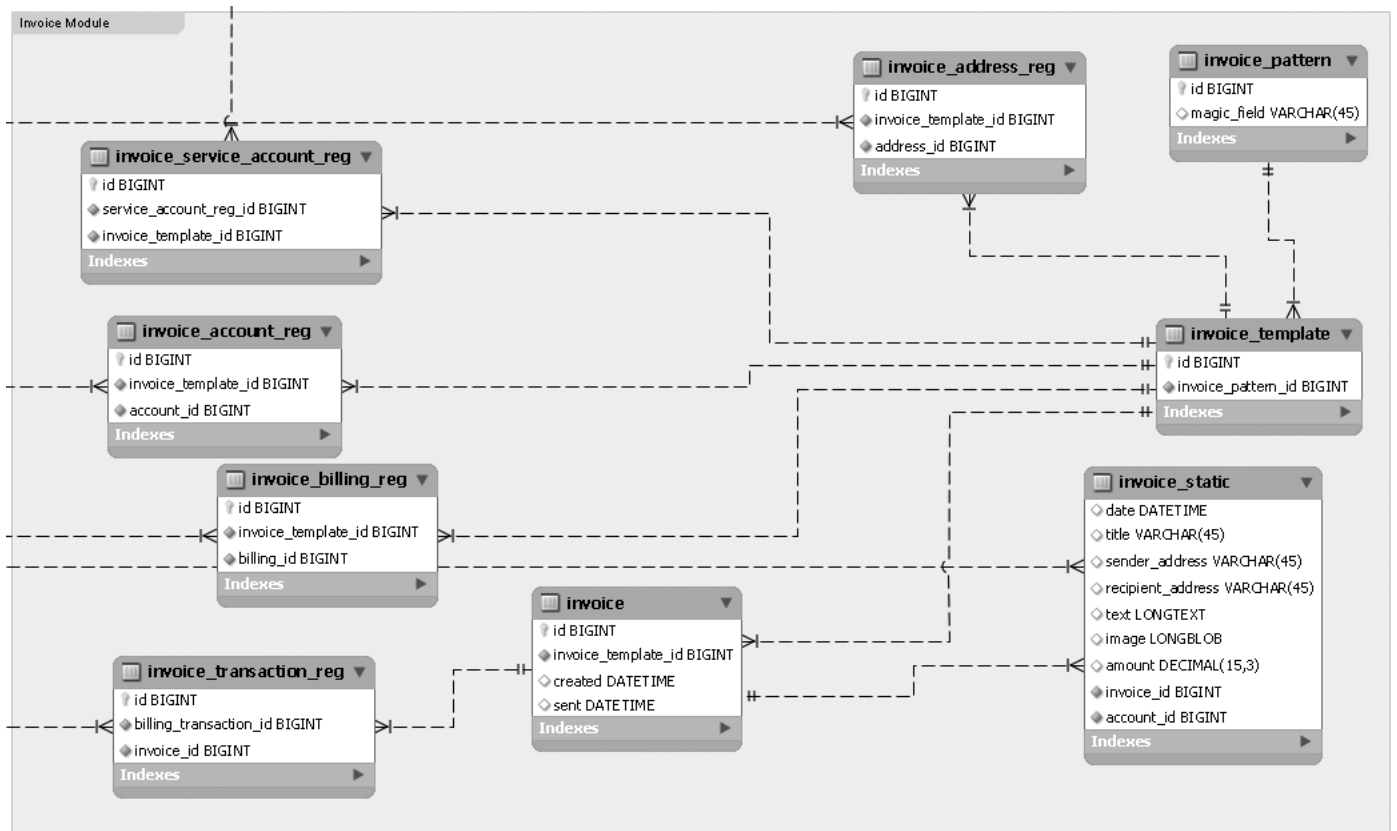 Invoice Module
invoice_address_reg
id BIGINT
invoice_template_id BIGINT
address_id BIGINT
Indexes
invoice_pattern
id BIGINT
magic_field VARCHAR(45)
Indexes
invoice_service_account_reg
id BIGINT
service_account_reg_id BIGINT
invoice_template_id BIGINT
Indexes
invoice_account_reg
id BIGINT
invoice_template_id BIGINT
account_id BIGINT
Indexes
invoice_template
id BIGINT
invoice_pattern_id BIGINT
Indexes
invoice_billing_reg
id BIGINT
invoice_template_id BIGINT
billing_id BIGINT
Indexes
invoice_static
date DATETIME
title VARCHAR(45)
sender_address VARCHAR(45)
recipient_address VARCHAR(45)
text LONGTEXT
image LONGBLOB
amount DECIMAL(15,3)
invoice_id BIGINT
account_id BIGINT
Indexes
invoice
id BIGINT
invoice_template_id BIGINT
created DATETIME
sent DATETIME
Indexes
invoice_transaction_reg
id BIGINT
billing_transaction_id BIGINT
invoice_id BIGINT
Indexes